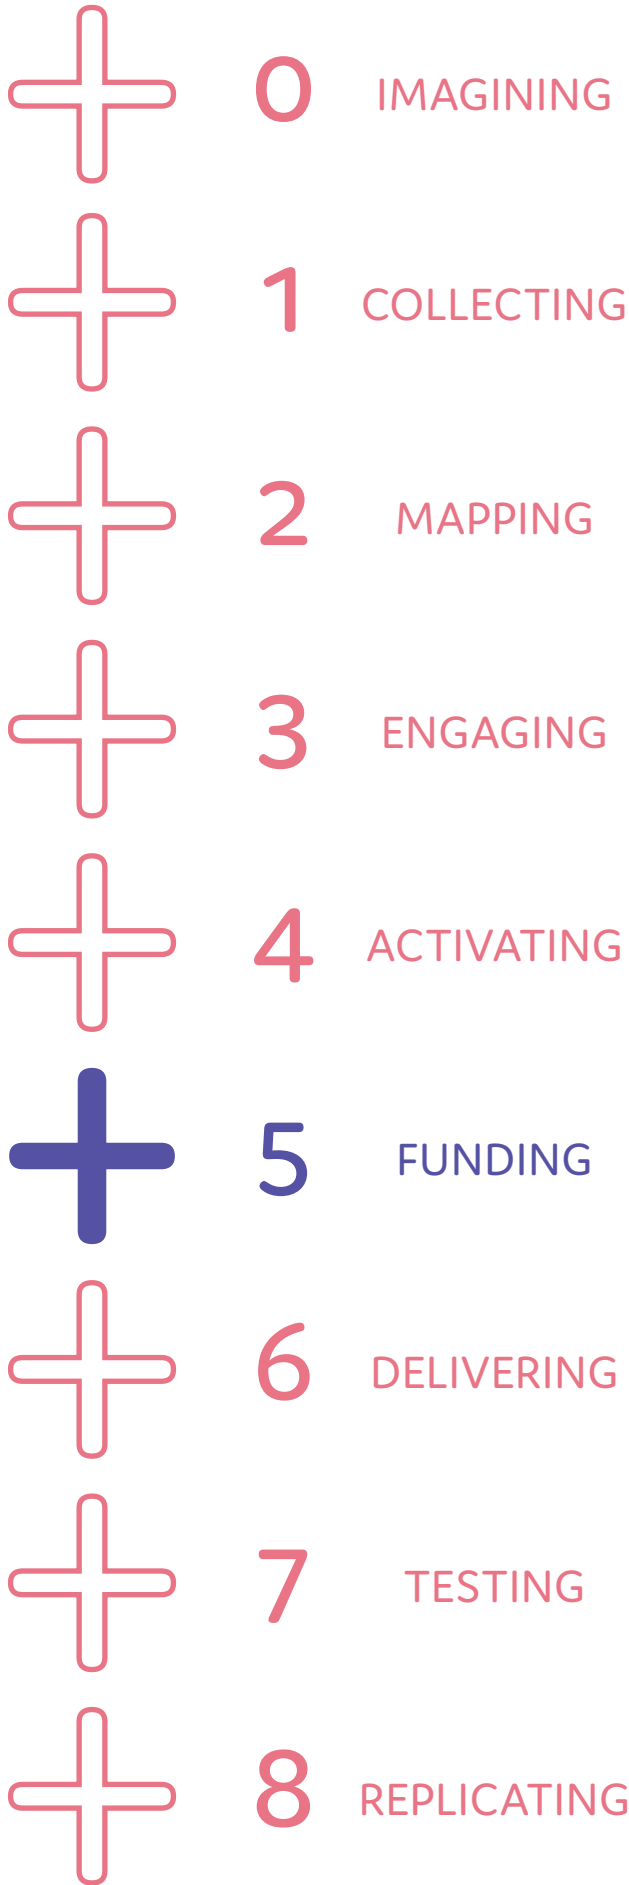 0 IMAGINING
1 COLLECTING
2 MAPPING
3 ENGAGING
4 ACTIVATING
5 FUNDING
6 DELIVERING
7 TESTING
8 REPLICATING